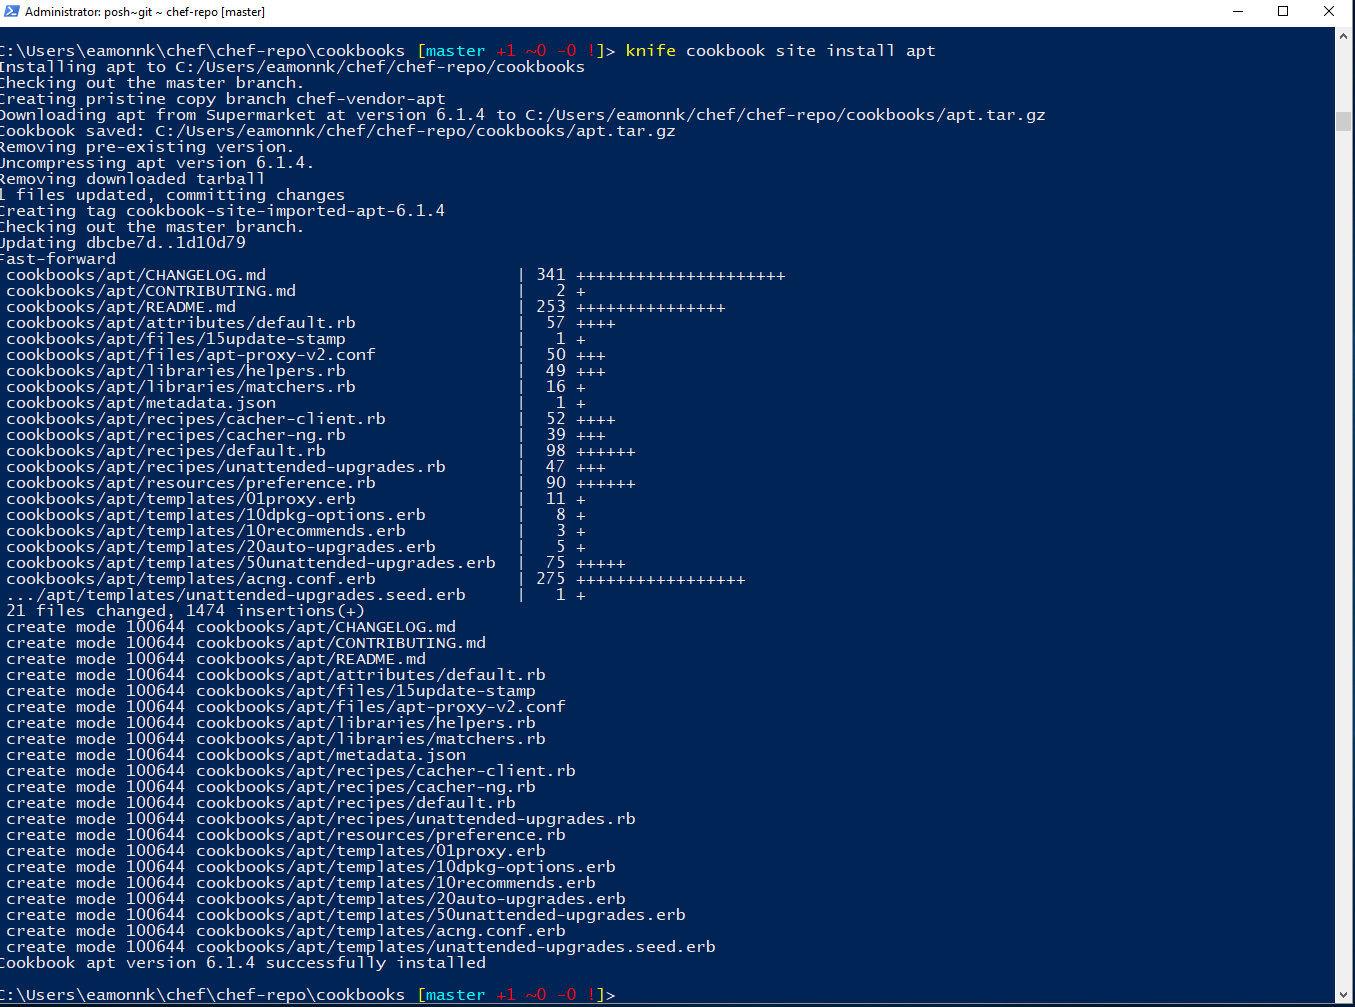 Administrator: posh~git ~ chef-repo [master]
C:\Users\eamonnk\chef\chef-repo\cookbooks [master +1 ~0 -0 !]> knife cookbook site install apt
Installing apt to C:/Users/eamonnk/chef/chef-repo/cookbooks
Checking out the master branch.
Creating pristine copy branch chef-vendor-apt
Downloading apt from Supermarket at version 6.1.4 to C:/Users/eamonnk/chef/chef-repo/cookbooks/apt.tar.gz
Cookbook saved: C:/Users/eamonnk/chef/chef-repo/cookbooks/apt.tar.gz
Removing pre-existing version.
Uncompressing apt version 6.1.4.
Removing downloaded tarball
1 files updated, committing changes
Creating tag cookbook-site-imported-apt-6.1.4
Checking out the master branch.
Updating dbcbe7d..1d10d79
Fast-forward
cookbooks/apt/CHANGELOG.md | 341 +++++++++++++++++++++
cookbooks/apt/CONTRIBUTING.md | 2 +
cookbooks/apt/README.md | 253 +++++++++++++++
cookbooks/apt/attributes/default.rb | 57 ++++
cookbooks/apt/files/15update-stamp | 1 +
cookbooks/apt/files/apt-proxy-v2.conf | 50 +++
cookbooks/apt/libraries/helpers.rb | 49 +++
cookbooks/apt/libraries/matchers.rb | 16 +
cookbooks/apt/metadata.json | 1 +
cookbooks/apt/recipes/cacher-client.rb | 52 ++++
cookbooks/apt/recipes/cacher-ng.rb | 39 +++
cookbooks/apt/recipes/default.rb | 98 ++++++
cookbooks/apt/recipes/unattended-upgrades.rb | 47 +++
cookbooks/apt/resources/preference.rb | 90 ++++++
cookbooks/apt/templates/01proxy.erb | 11 +
cookbooks/apt/templates/10dpkg-options.erb | 8 +
cookbooks/apt/templates/10recommends.erb | 3 +
cookbooks/apt/templates/20auto-upgrades.erb | 5 +
cookbooks/apt/templates/50unattended-upgrades.erb | 75 +++++
cookbooks/apt/templates/acng.conf.erb | 275 +++++++++++++++++
.../apt/templates/unattended-upgrades.seed.erb | 1 +
21 files changed, 1474 insertions(+)
create mode 100644 cookbooks/apt/CHANGELOG.md
create mode 100644 cookbooks/apt/CONTRIBUTING.md
create mode 100644 cookbooks/apt/README.md
create mode 100644 cookbooks/apt/attributes/default.rb
create mode 100644 cookbooks/apt/files/15update-stamp
create mode 100644 cookbooks/apt/files/apt-proxy-v2.conf
create mode 100644 cookbooks/apt/libraries/helpers.rb
create mode 100644 cookbooks/apt/libraries/matchers.rb
create mode 100644 cookbooks/apt/metadata.json
create mode 100644 cookbooks/apt/recipes/cacher-client.rb
create mode 100644 cookbooks/apt/recipes/cacher-ng.rb
create mode 100644 cookbooks/apt/recipes/default.rb
create mode 100644 cookbooks/apt/recipes/unattended-upgrades.rb
create mode 100644 cookbooks/apt/resources/preference.rb
create mode 100644 cookbooks/apt/templates/01proxy.erb
create mode 100644 cookbooks/apt/templates/10dpkg-options.erb
create mode 100644 cookbooks/apt/templates/10recommends.erb
create mode 100644 cookbooks/apt/templates/20auto-upgrades.erb
create mode 100644 cookbooks/apt/templates/50unattended-upgrades.erb
create mode 100644 cookbooks/apt/templates/acng.conf.erb
create mode 100644 cookbooks/apt/templates/unattended-upgrades.seed.erb
Cookbook apt version 6.1.4 successfully installed
C:\Users\eamonnk\chef\chef-repo\cookbooks [master +1 ~0 -0 !]>